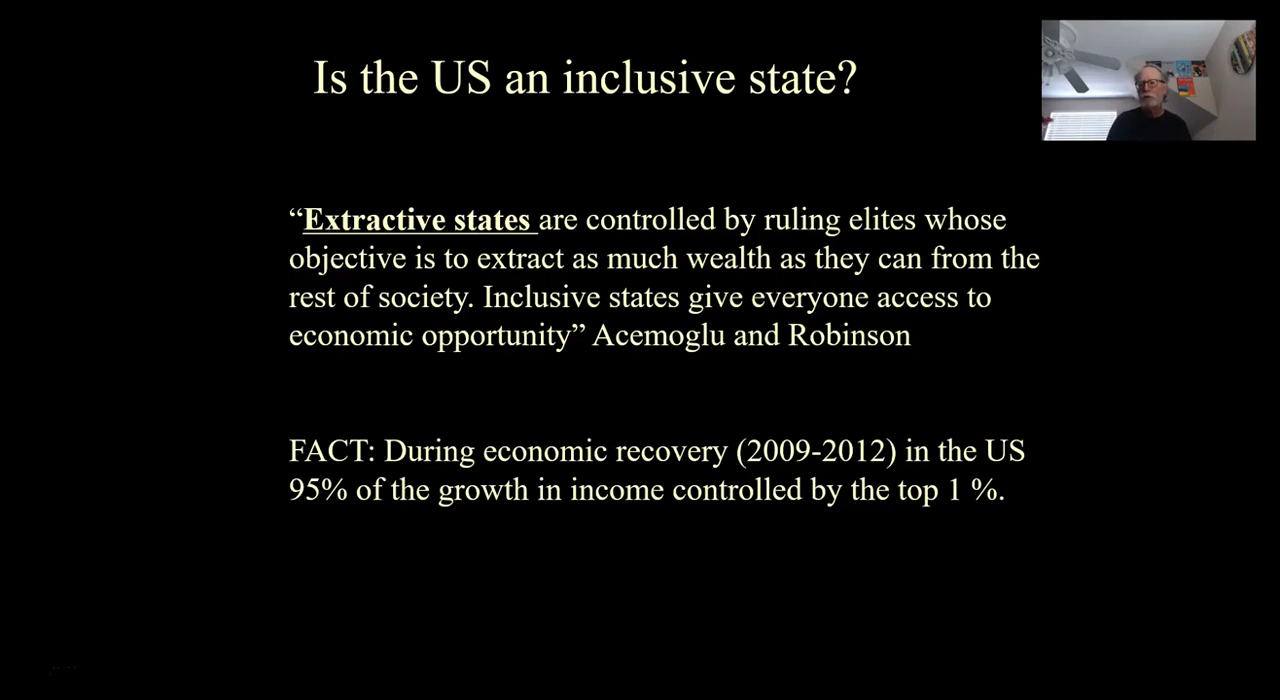 Is the US an inclusive state?
“Extractive states are controlled by ruling elites whose
objective is to extract as much wealth as they can from the
rest of society. Inclusive states give everyone access to
economic opportunity” Acemoglu and Robinson
FACT: During economic recovery (2009-2012) in the US
95% of the growth in income controlled by the top 1 %.